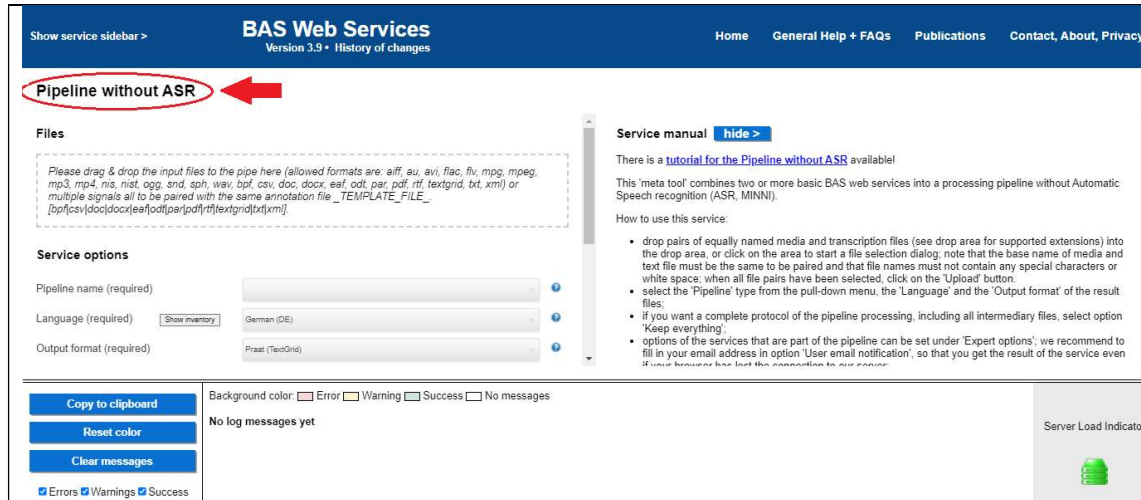 Show service sidebar >
BAS Web Services
Version 3.9 • History of changes
Home General Help + FAQs Publications Contact, About, Privacy
Pipeline without ASR
Files
Please drag & drop the input files to the pipe here (allowed formats are: aiff, au, avi, flac, flv, mpg, mpeg,
mp3, mp4, nis, nist, ogg, snd, sph, wav, bpf, csv, doc, docx, eaf, odt, par, pdf, rtf, textgrid, txt, xml) or
multiple signals all to be paired with the same annotation file _TEMPLATE_FILE_.
[bpf|csv|doc|docx|eaf|odt|par|pdf|rtf|textgrid|txt|xml].
Service options
Pipeline name (required)
Language (required) Show inventory German (DE)
Output format (required) Praat (TextGrid)
Service manual hide >
There is a tutorial for the Pipeline without ASR available!
This 'meta tool' combines two or more basic BAS web services into a processing pipeline without Automatic
Speech recognition (ASR, MINNI).
How to use this service:
• drop pairs of equally named media and transcription files (see drop area for supported extensions) into
the drop area, or click on the area to start a file selection dialog; note that the base name of media and
text file must be the same to be paired and that file names must not contain any special characters or
white space; when all file pairs have been selected, click on the 'Upload' button.
• select the 'Pipeline' type from the pull-down menu, the 'Language' and the 'Output format' of the result
files;
• if you want a complete protocol of the pipeline processing, including all intermediary files, select option
'Keep everything';
• options of the services that are part of the pipeline can be set under 'Expert options'; we recommend to
fill in your email address in option 'User email notification', so that you get the result of the service even
if your browser has lost the connection to our server;
Copy to clipboard
Reset color
Clear messages
Errors Warnings Success
Background color: Error Warning Success No messages
No log messages yet
Server Load Indicato